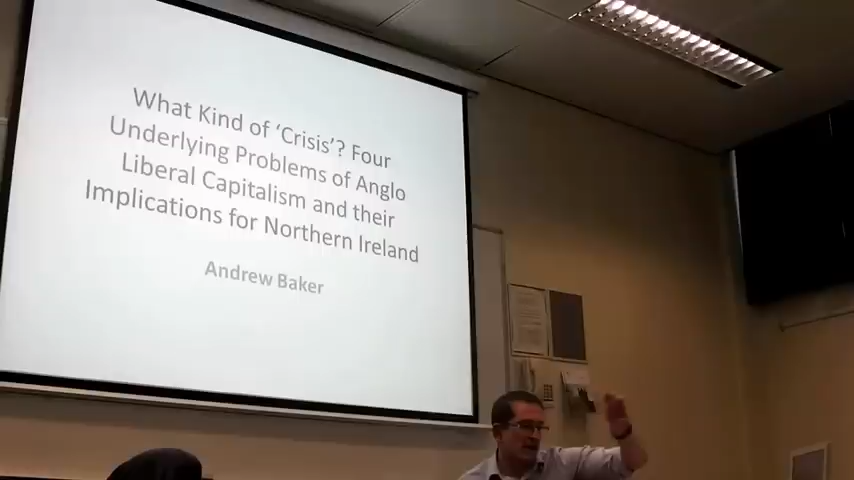 What Kind of ‘Crisis’? Four
Underlying Problems of Anglo
Liberal Capitalism and their
Implications for Northern Ireland
Andrew Baker